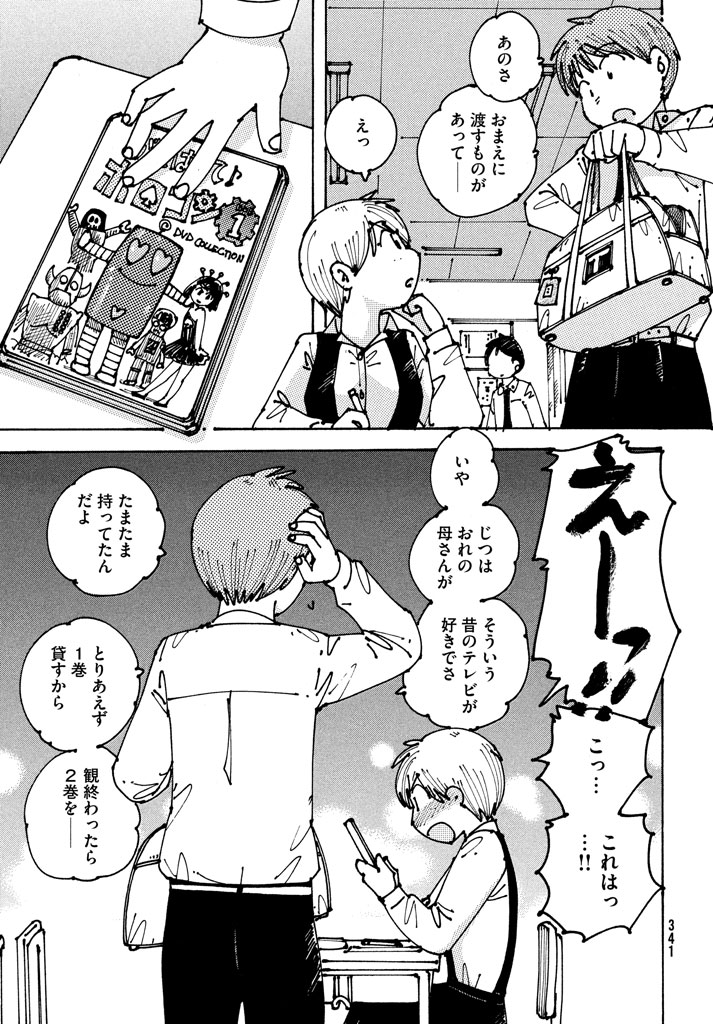 あのさ
おまえに
渡すものが
あって──
えっ
て♪
ポロン
1
DVD COLLECTION
えーっ!!
こっ…
これはっ
…!!
いや
じつは
おれの
母さんが
そういう
昔のテレビが
好きでさ
たまたま
持ってたん
だよ
とりあえず
1巻
貸すから
観終わったら
2巻を──
341